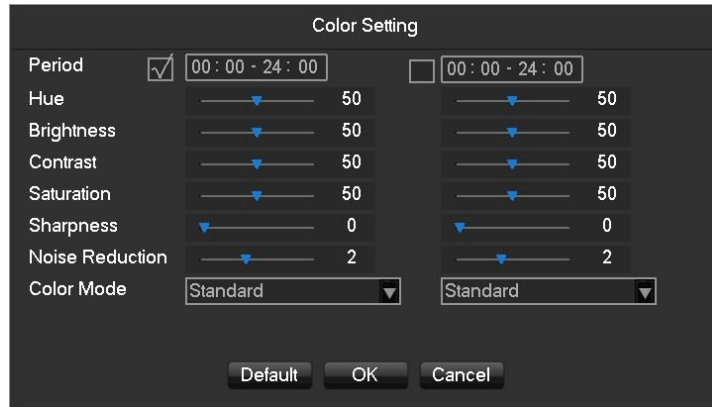 Color Setting
Period 00:00 - 24:00 00:00 - 24:00
Hue 50 50
Brightness 50 50
Contrast 50 50
Saturation 50 50
Sharpness 0 0
Noise Reduction 2 2
Color Mode Standard Standard
Default OK Cancel